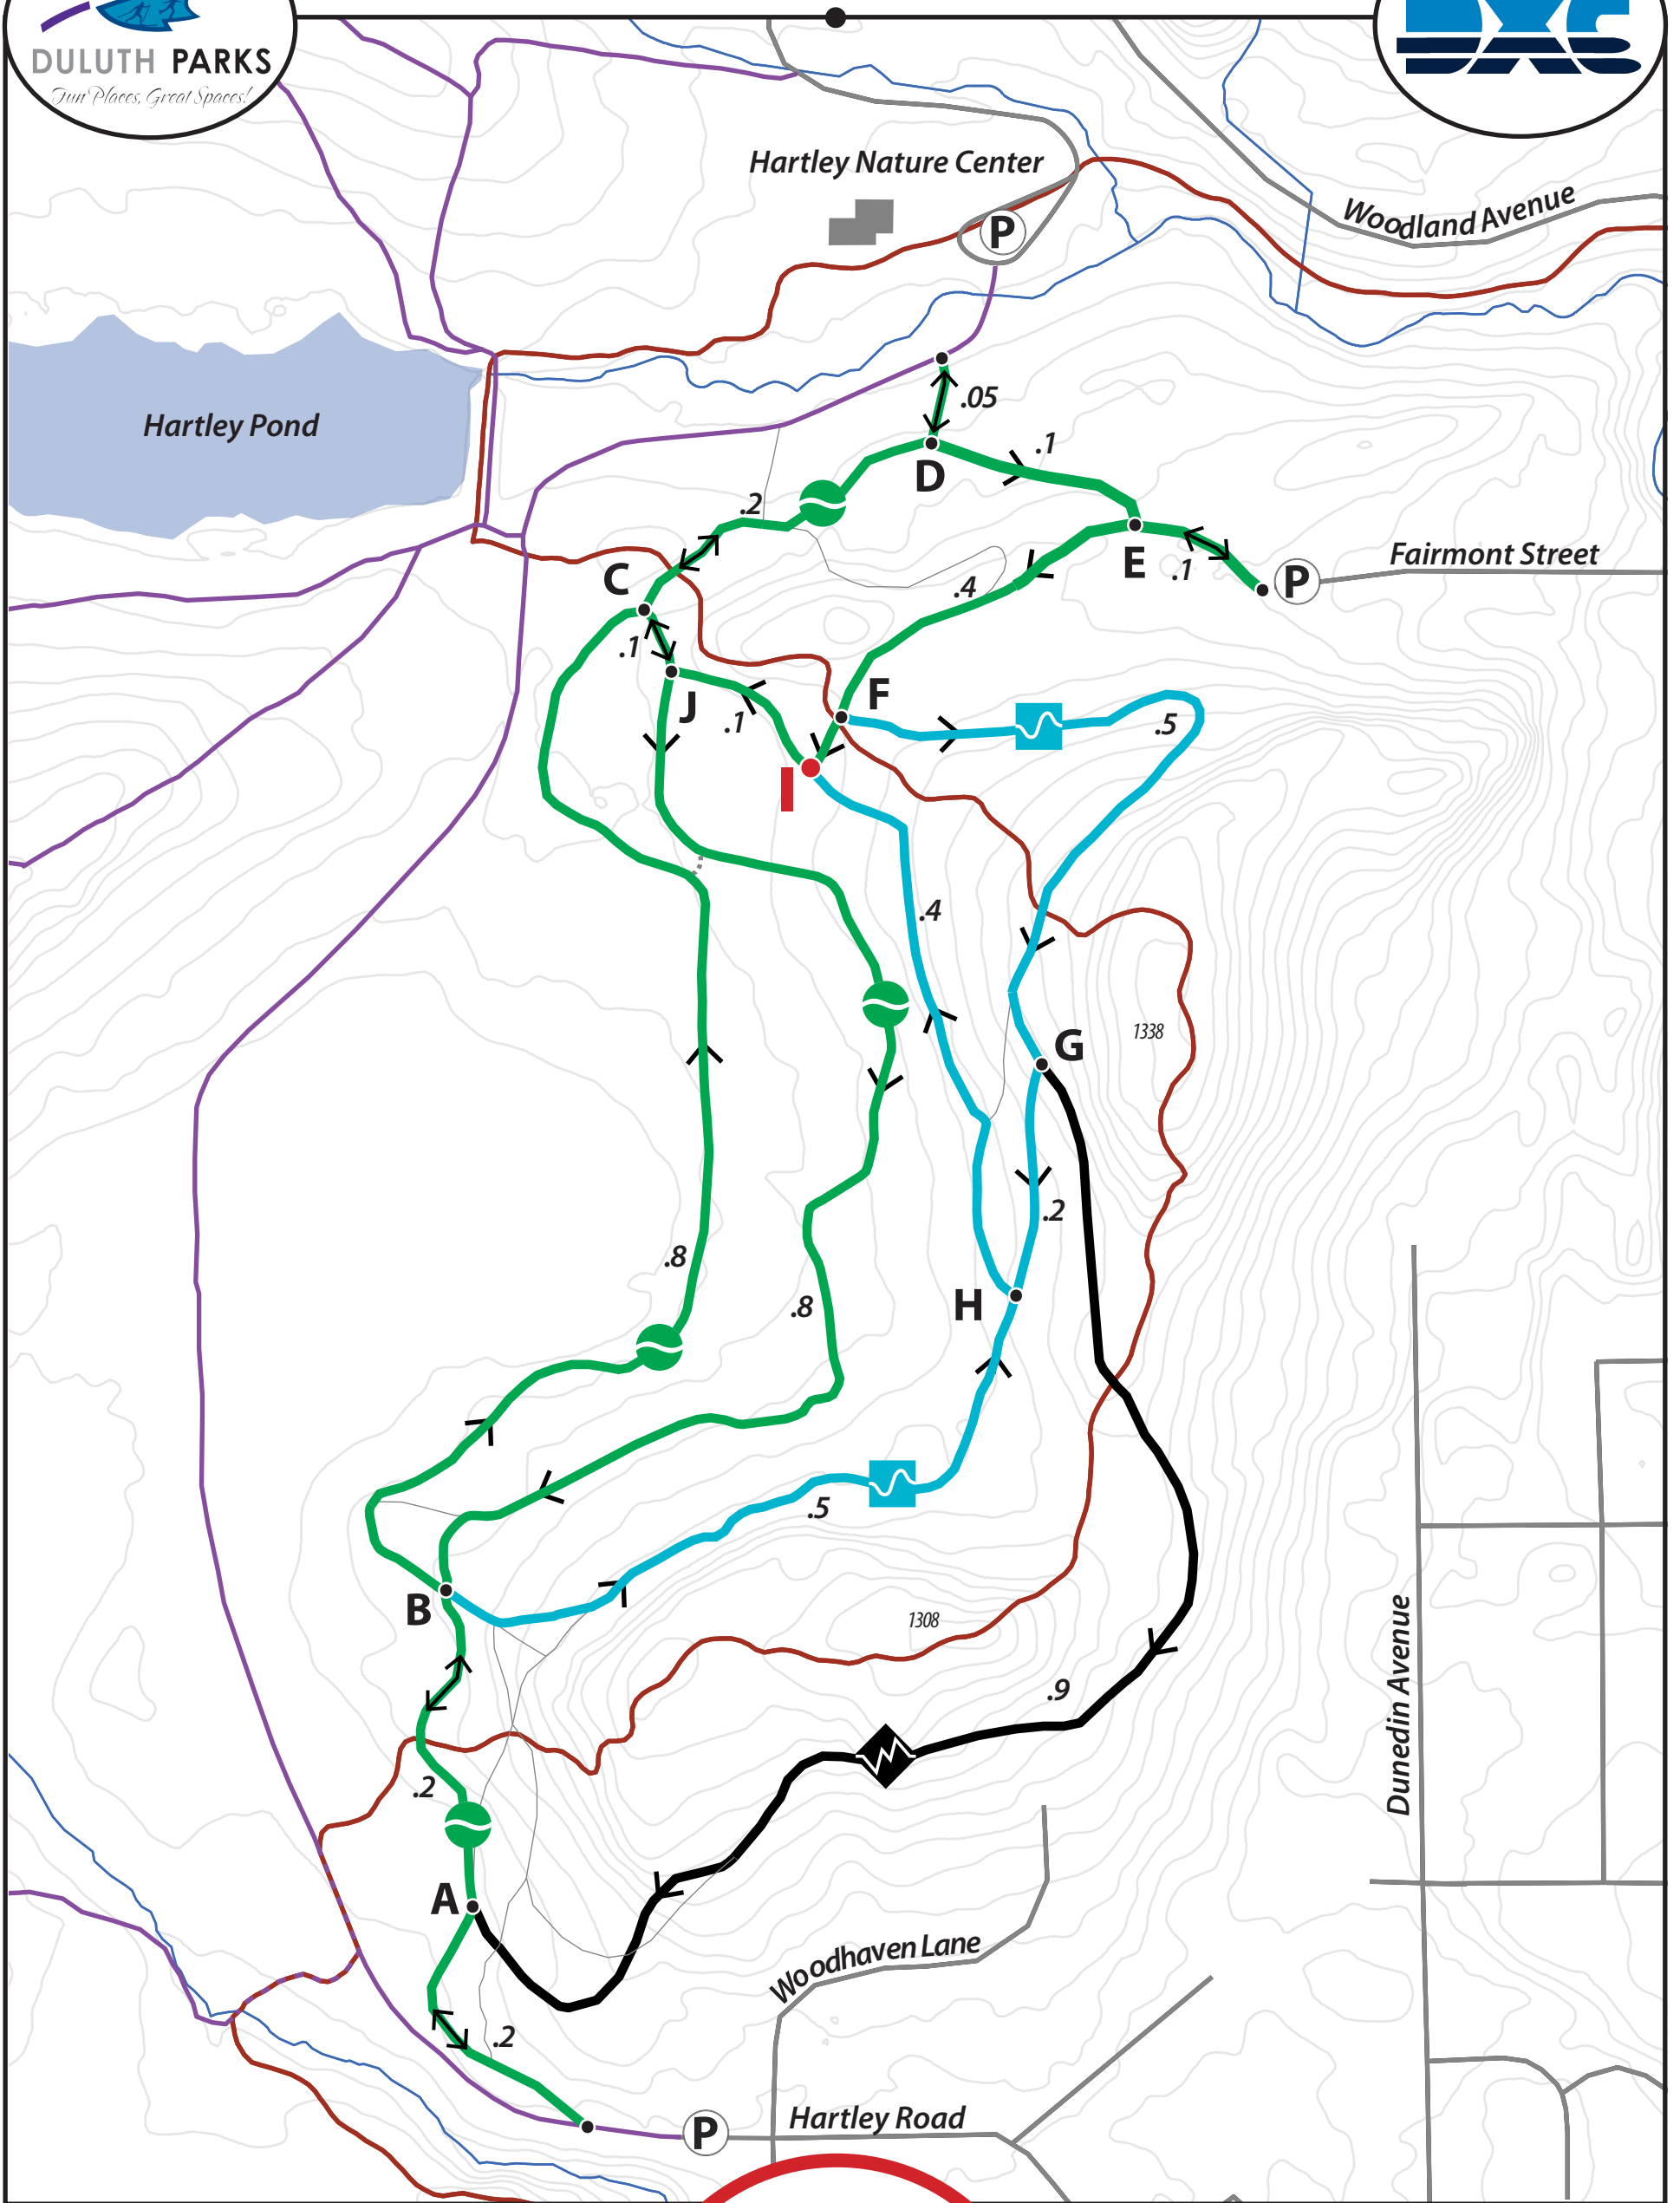 DULUTH PARKS
Fun Places, Great Spaces!
DXC
Hartley Nature Center
P
Woodland Avenue
Hartley Pond
.05
.1
D
.2
E
.1
P
Fairmont Street
C
.4
.1
J
.1
F
.5
I
.4
G
1338
.2
.8
H
.8
.5
B
1308
.9
Dunedin Avenue
.2
A
Woodhaven Lane
.2
P
Hartley Road